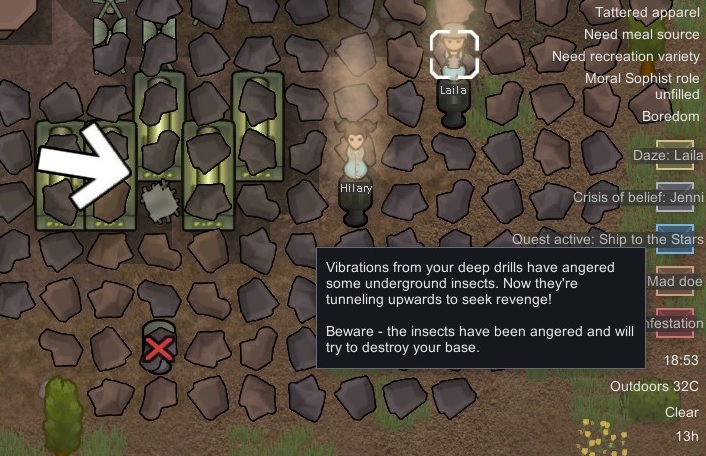 Tattered apparel
Need meal source
Need recreation variety
Moral Sophist role
unfilled
Boredom
Laila
Daze: Laila
Hilary
Crisis of belief: Jenni
Quest active: Ship to the Stars
Vibrations from your deep drills have angered
some underground insects. Now they're
tunneling upwards to seek revenge!
Beware - the insects have been angered and will
try to destroy your base.
Mad doe
nfestation
18:53
Outdoors 32C
Clear
13h